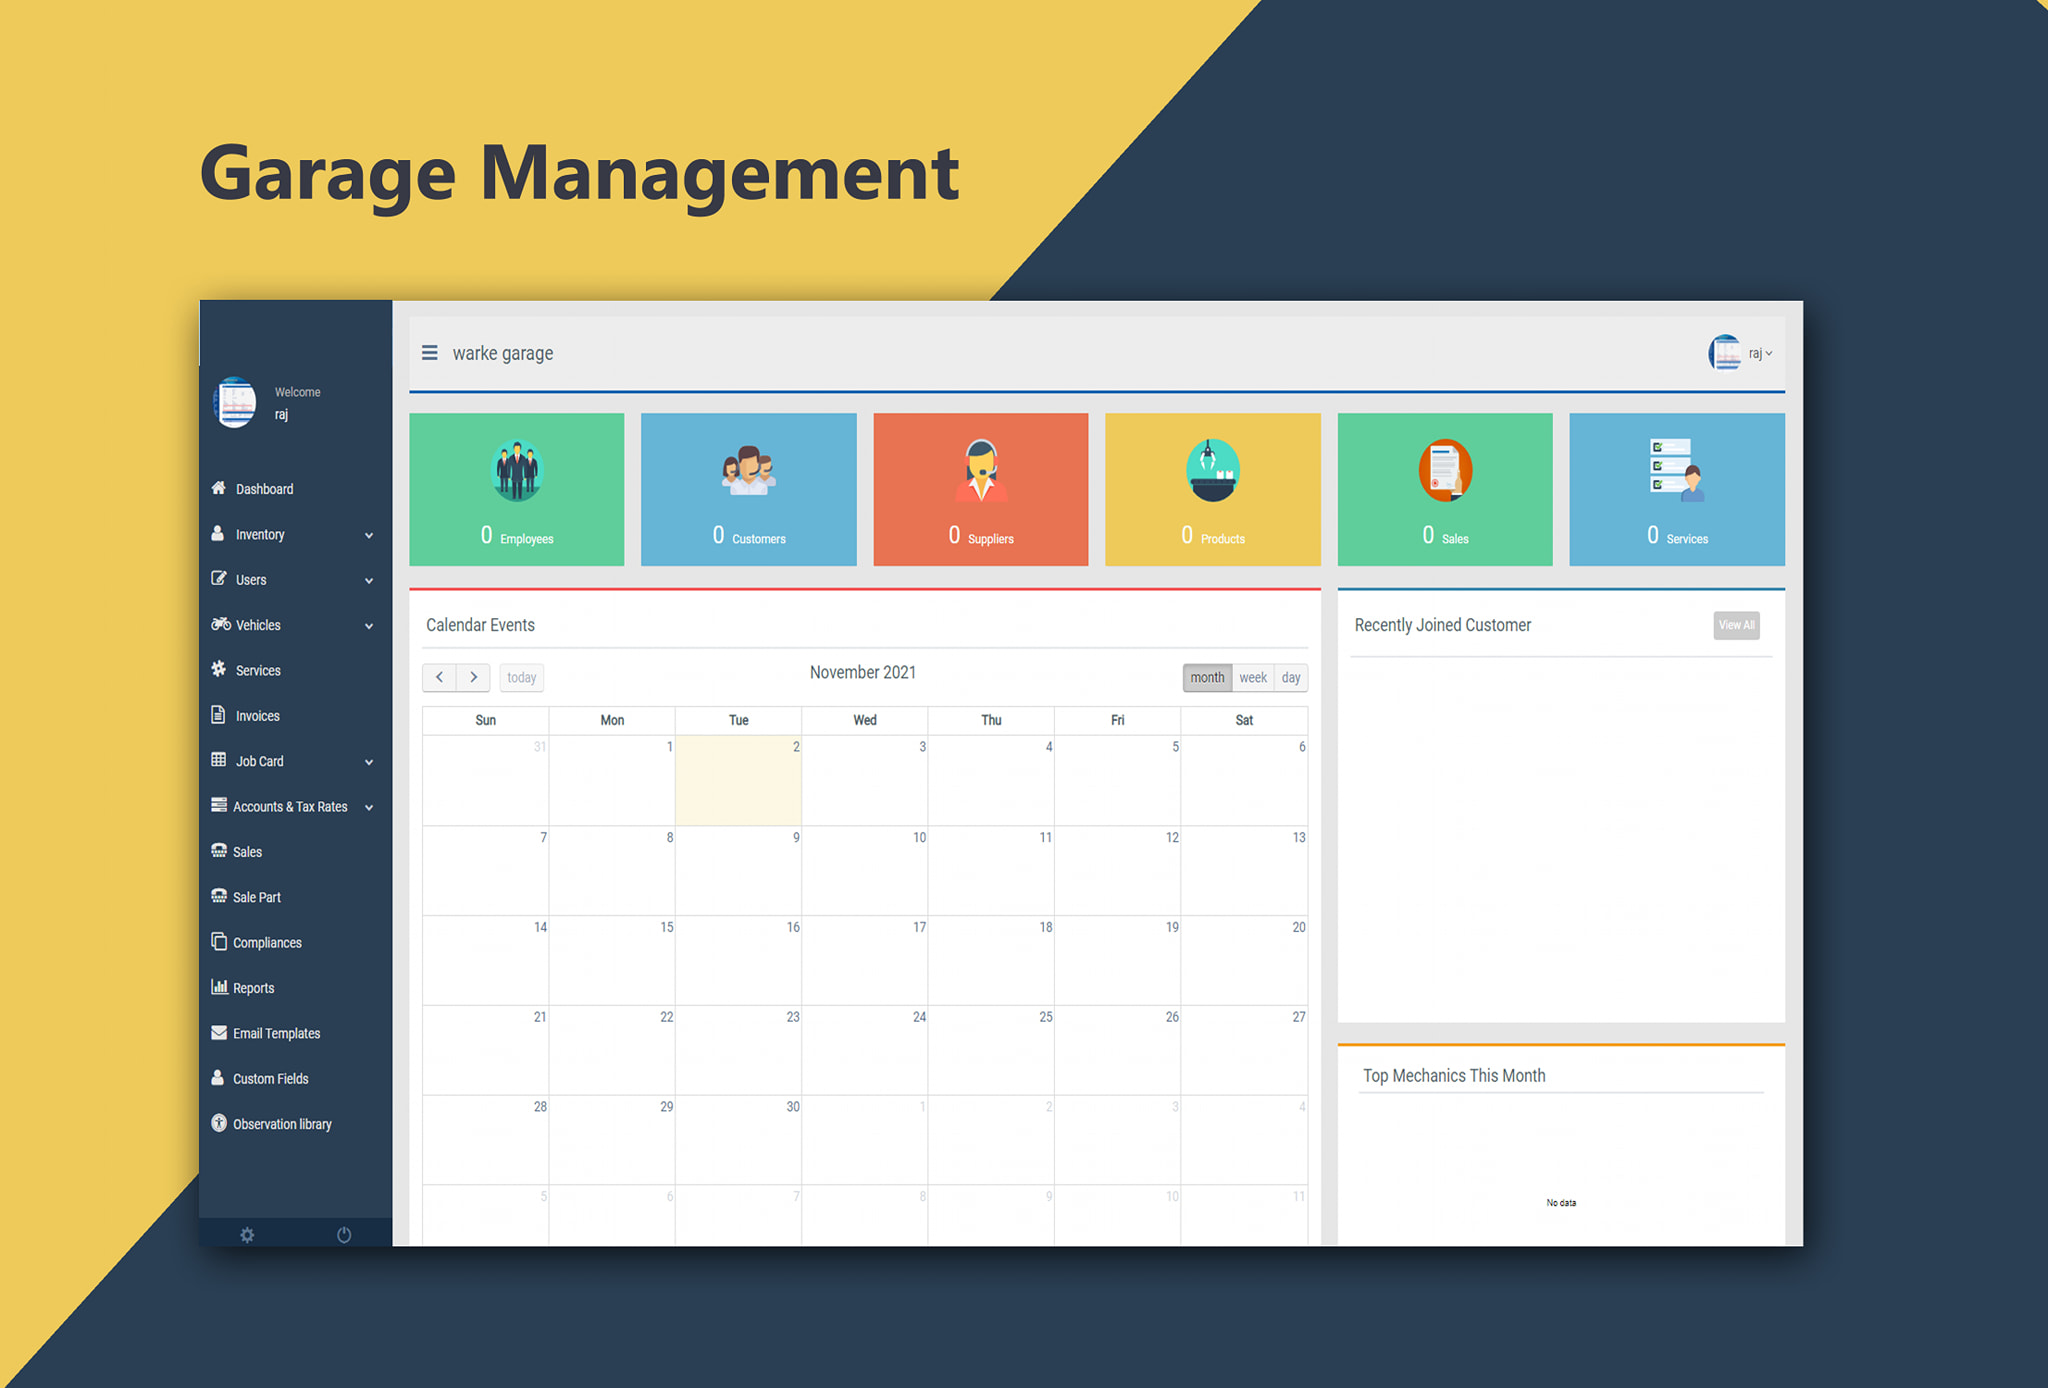 Garage Management
warke garage
raj
Welcome
raj
Dashboard
Inventory
Users
Vehicles
Services
Invoices
Job Card
Accounts & Tax Rates
Sales
Sale Part
Compliances
Reports
Email Templates
Custom Fields
Observation library
0 Employees
0 Customers
0 Suppliers
0 Products
0 Sales
0 Services
Calendar Events
today
November 2021
month week day
Sun Mon Tue Wed Thu Fri Sat
31 1 2 3 4 5 6
7 8 9 10 11 12 13
14 15 16 17 18 19 20
21 22 23 24 25 26 27
28 29 30 1 2 3 4
5 6 7 8 9 10 11
Recently Joined Customer
View All
Top Mechanics This Month
No data